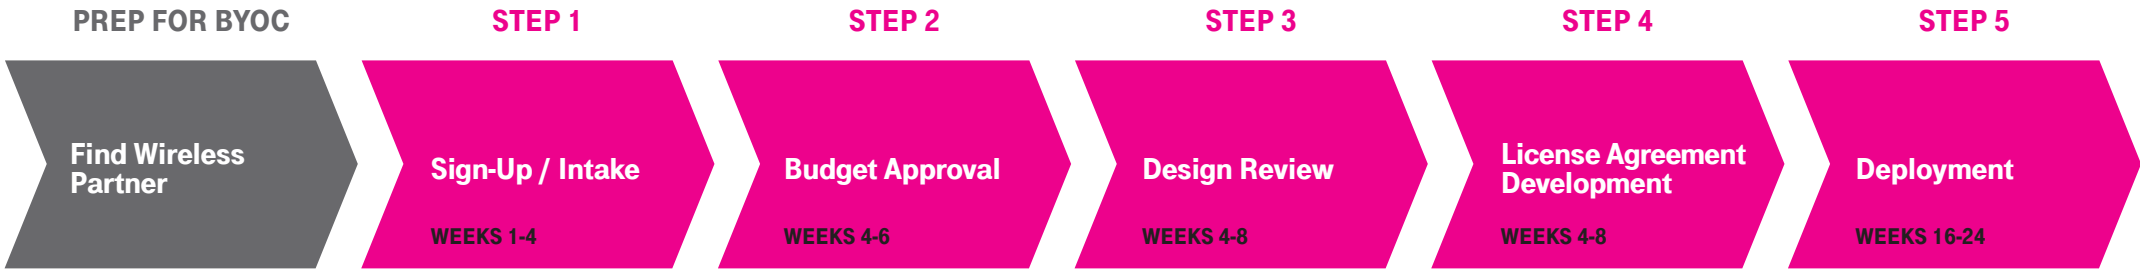 PREP FOR BYOC
Find Wireless
Partner
STEP 1
Sign-Up / Intake
WEEKS 1-4
STEP 2
Budget Approval
WEEKS 4-6
STEP 3
Design Review
WEEKS 4-8
STEP 4
License Agreement
Development
WEEKS 4-8
STEP 5
Deployment
WEEKS 16-24